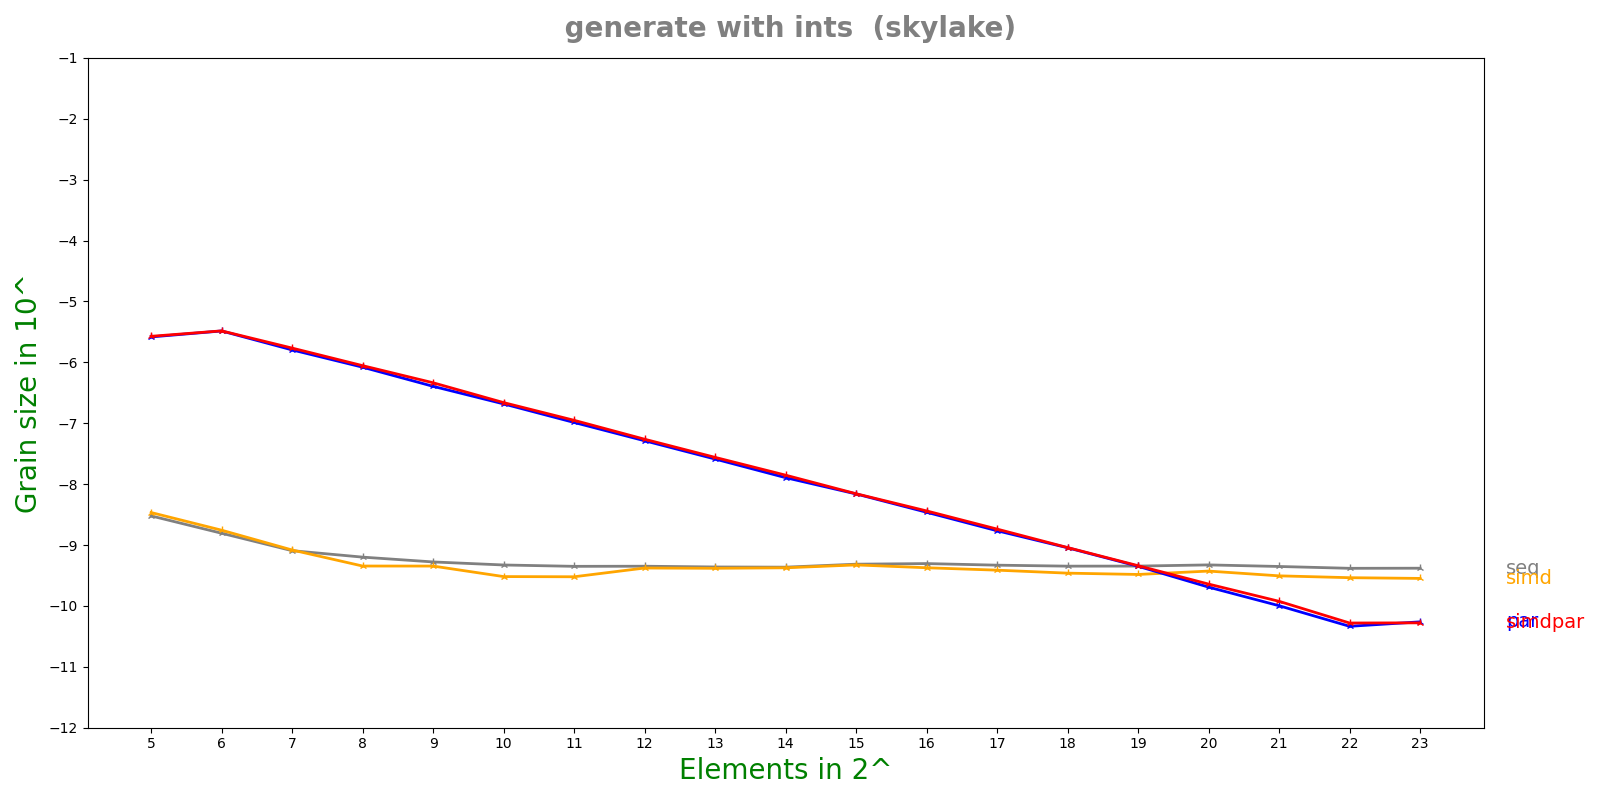 generate with ints  (skylake)
Grain size in 10^
−1
−2
−3
−4
−5
−6
−7
−8
−9
−10
−11
−12
seq
simd
par
simdpar
5 6 7 8 9 10 11 12 13 14 15 16 17 18 19 20 21 22 23
Elements in 2^